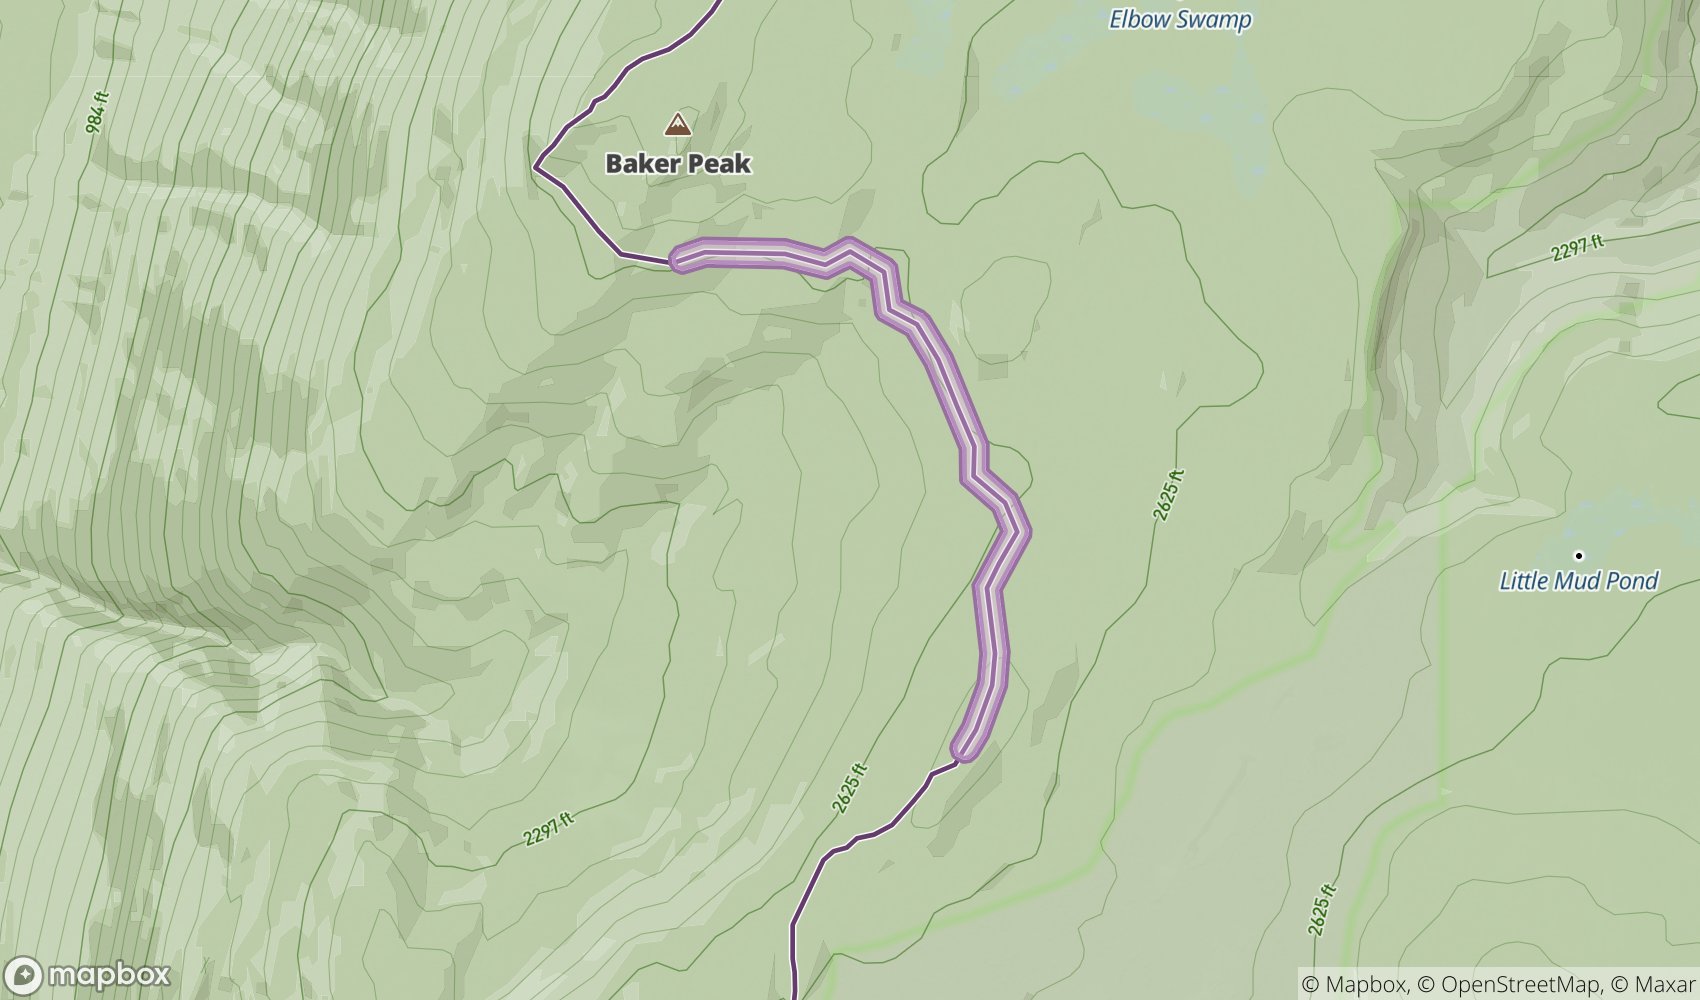 Elbow Swamp
984 ft
Baker Peak
2297 ft
2625 ft
Little Mud Pond
2625 ft
2297 ft
2625 ft
mapbox
© Mapbox, © OpenStreetMap, © Maxar